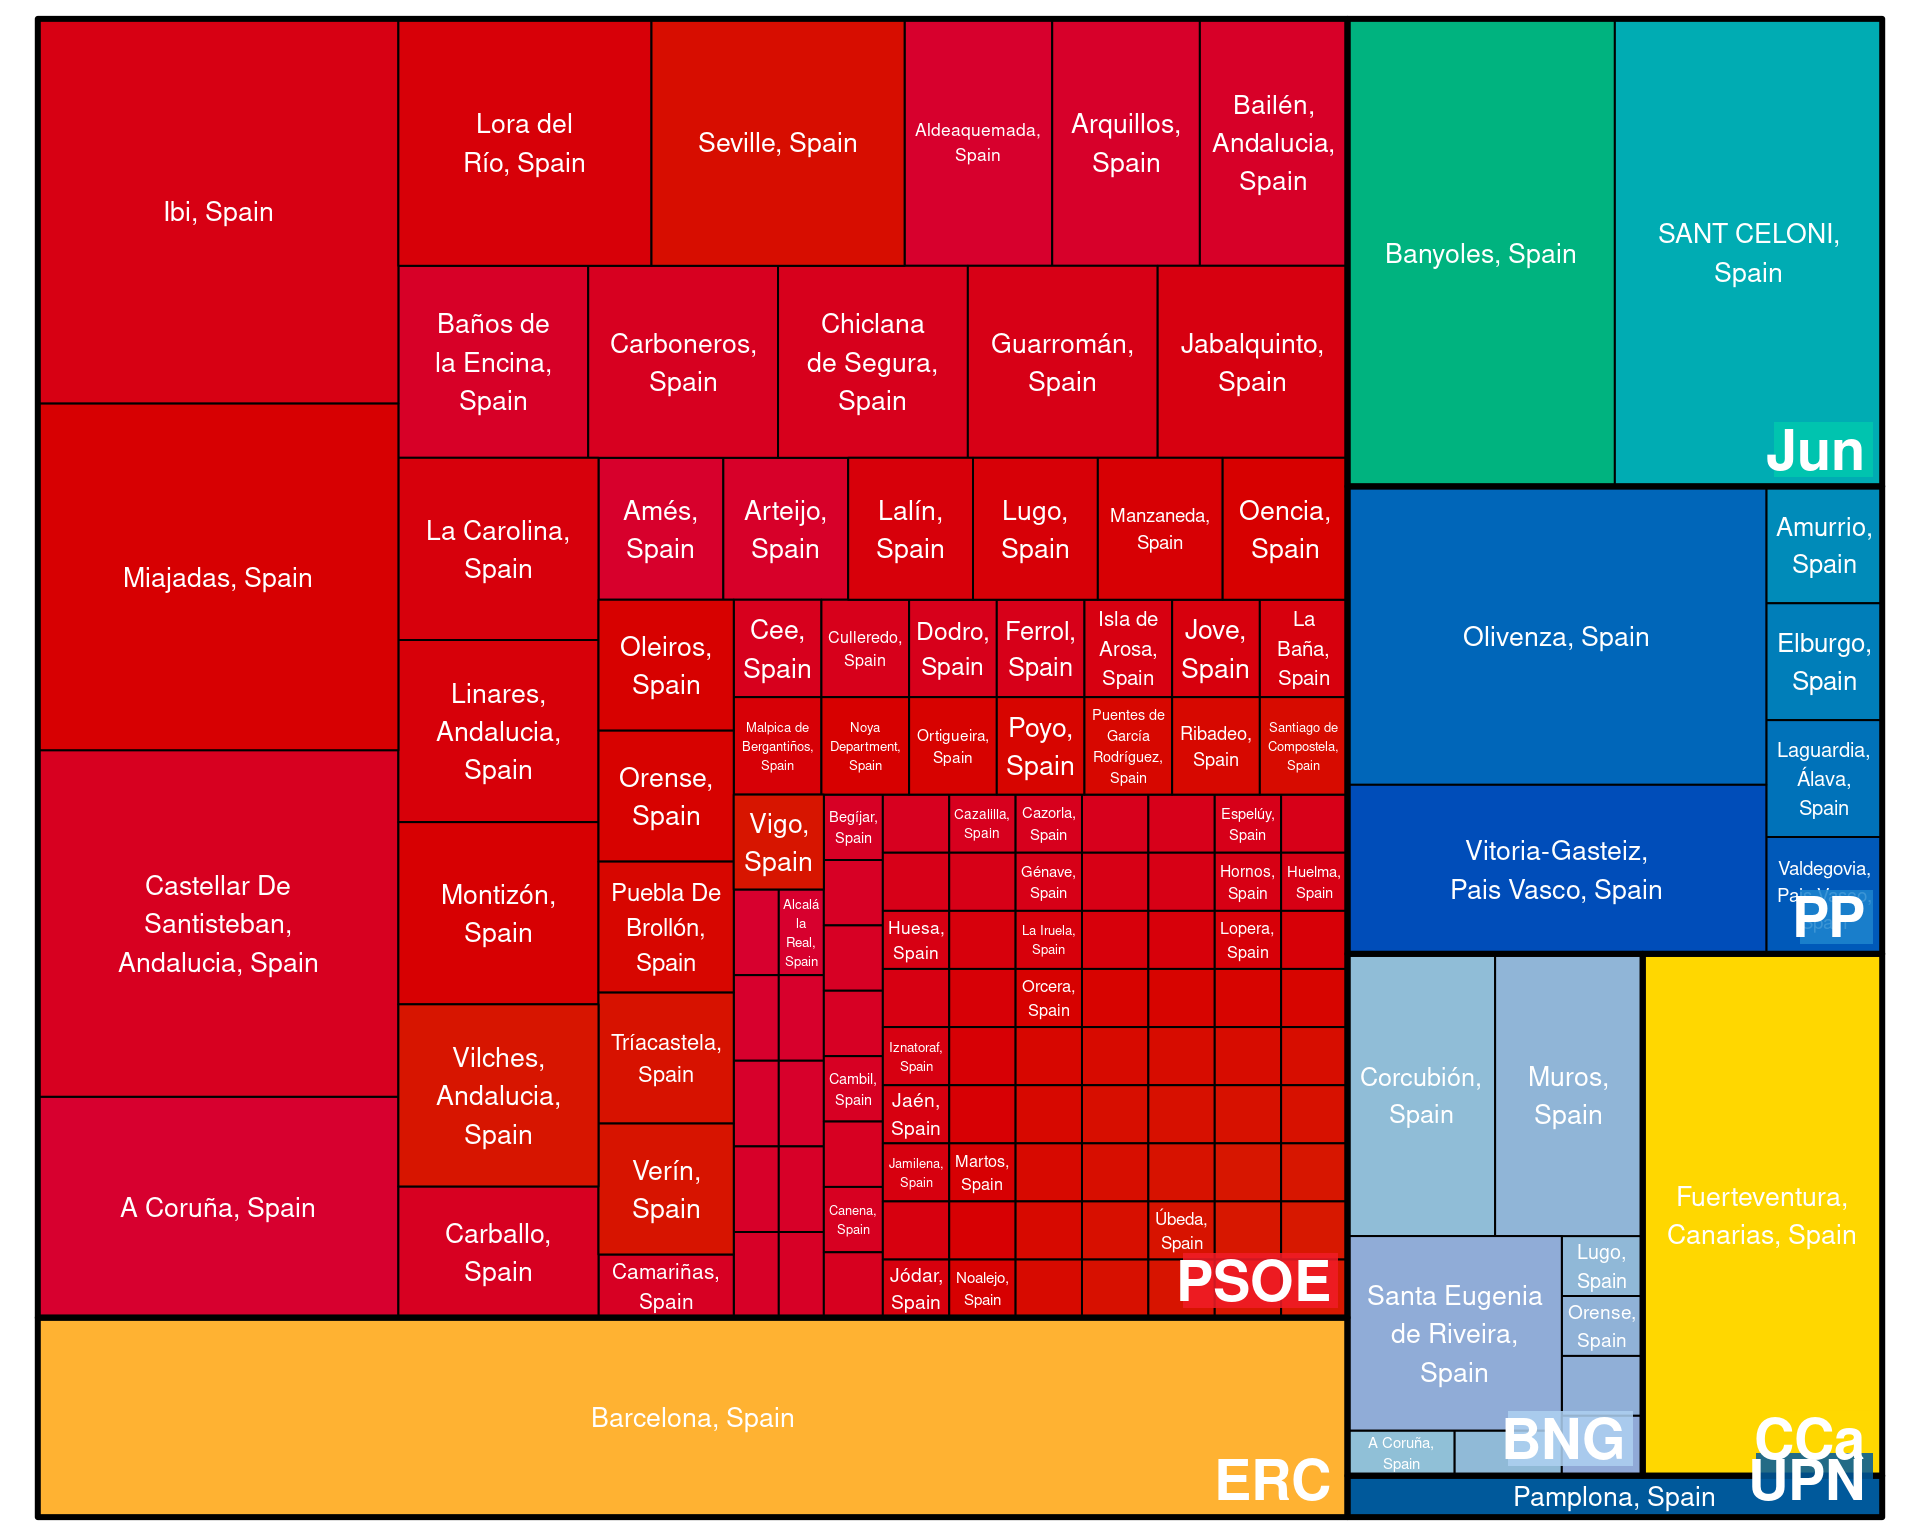 Ibi, Spain
Miajadas, Spain
Castellar De
Santisteban,
Andalucia, Spain
A Coruña, Spain
Lora del
Río, Spain
Seville, Spain
Aldeaquemada,
Spain
Arquillos,
Spain
Bailén,
Andalucia,
Spain
Baños de
la Encina,
Spain
Carboneros,
Spain
Chiclana
de Segura,
Spain
Guarromán,
Spain
Jabalquinto,
Spain
La Carolina,
Spain
Linares,
Andalucia,
Spain
Montizón,
Spain
Vilches,
Andalucia,
Spain
Carballo,
Spain
Amés,
Spain
Arteijo,
Spain
Lalín,
Spain
Lugo,
Spain
Manzaneda,
Spain
Oencia,
Spain
Oleiros,
Spain
Orense,
Spain
Puebla De
Brollón,
Spain
Tríacastela,
Spain
Verín,
Spain
Camariñas,
Spain
Cee,
Spain
Culleredo,
Spain
Dodro,
Spain
Ferrol,
Spain
Isla de
Arosa,
Spain
Jove,
Spain
La
Baña,
Spain
Malpica de
Bergantiños,
Spain
Noya
Department,
Spain
Ortigueira,
Spain
Poyo,
Spain
Puentes de
García
Rodríguez,
Spain
Ribadeo,
Spain
Santiago de
Compostela,
Spain
Vigo,
Spain
Alcalá
la
Real,
Spain
Begíjar,
Spain
Cambil,
Spain
Canena,
Spain
Cazalilla,
Spain
Cazorla,
Spain
Espelúy,
Spain
Génave,
Spain
Hornos,
Spain
Huelma,
Spain
Huesa,
Spain
La Iruela,
Spain
Lopera,
Spain
Orcera,
Spain
Iznatoraf,
Spain
Jaén,
Spain
Jamilena,
Spain
Martos,
Spain
Úbeda,
Spain
Jódar,
Spain
Noalejo,
Spain
PSOE
Barcelona, Spain
ERC
Banyoles, Spain
SANT CELONI,
Spain
Jun
Olivenza, Spain
Vitoria-Gasteiz,
Pais Vasco, Spain
Amurrio,
Spain
Elburgo,
Spain
Laguardia,
Álava,
Spain
Valdegovia,
Pais Vasco,
Spain
PP
Corcubión,
Spain
Muros,
Spain
Santa Eugenia
de Riveira,
Spain
Lugo,
Spain
Orense,
Spain
A Coruña,
Spain
BNG
Fuerteventura,
Canarias, Spain
CCa
Pamplona, Spain
UPN